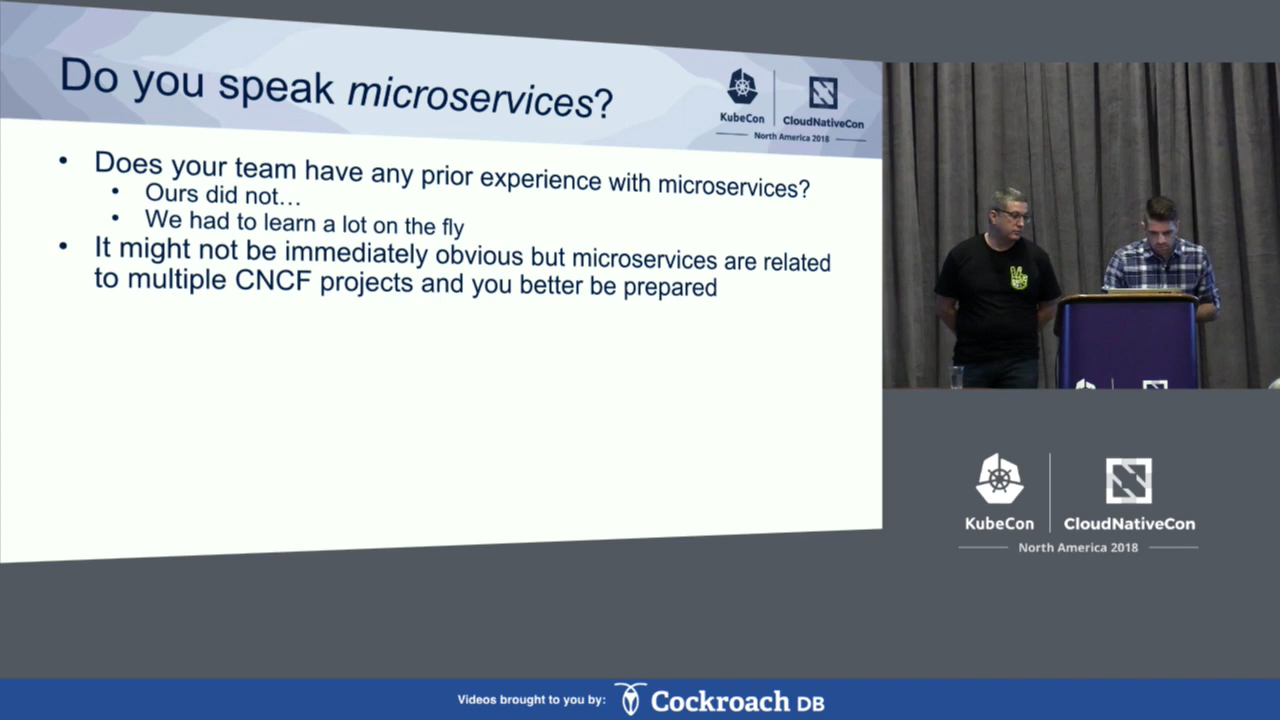 Do you speak microservices?
KubeCon
CloudNativeCon
North America 2018
• Does your team have any prior experience with microservices?
• Ours did not…
• We had to learn a lot on the fly
• It might not be immediately obvious but microservices are related
to multiple CNCF projects and you better be prepared
KubeCon
CloudNativeCon
North America 2018
Videos brought to you by:
Cockroach DB